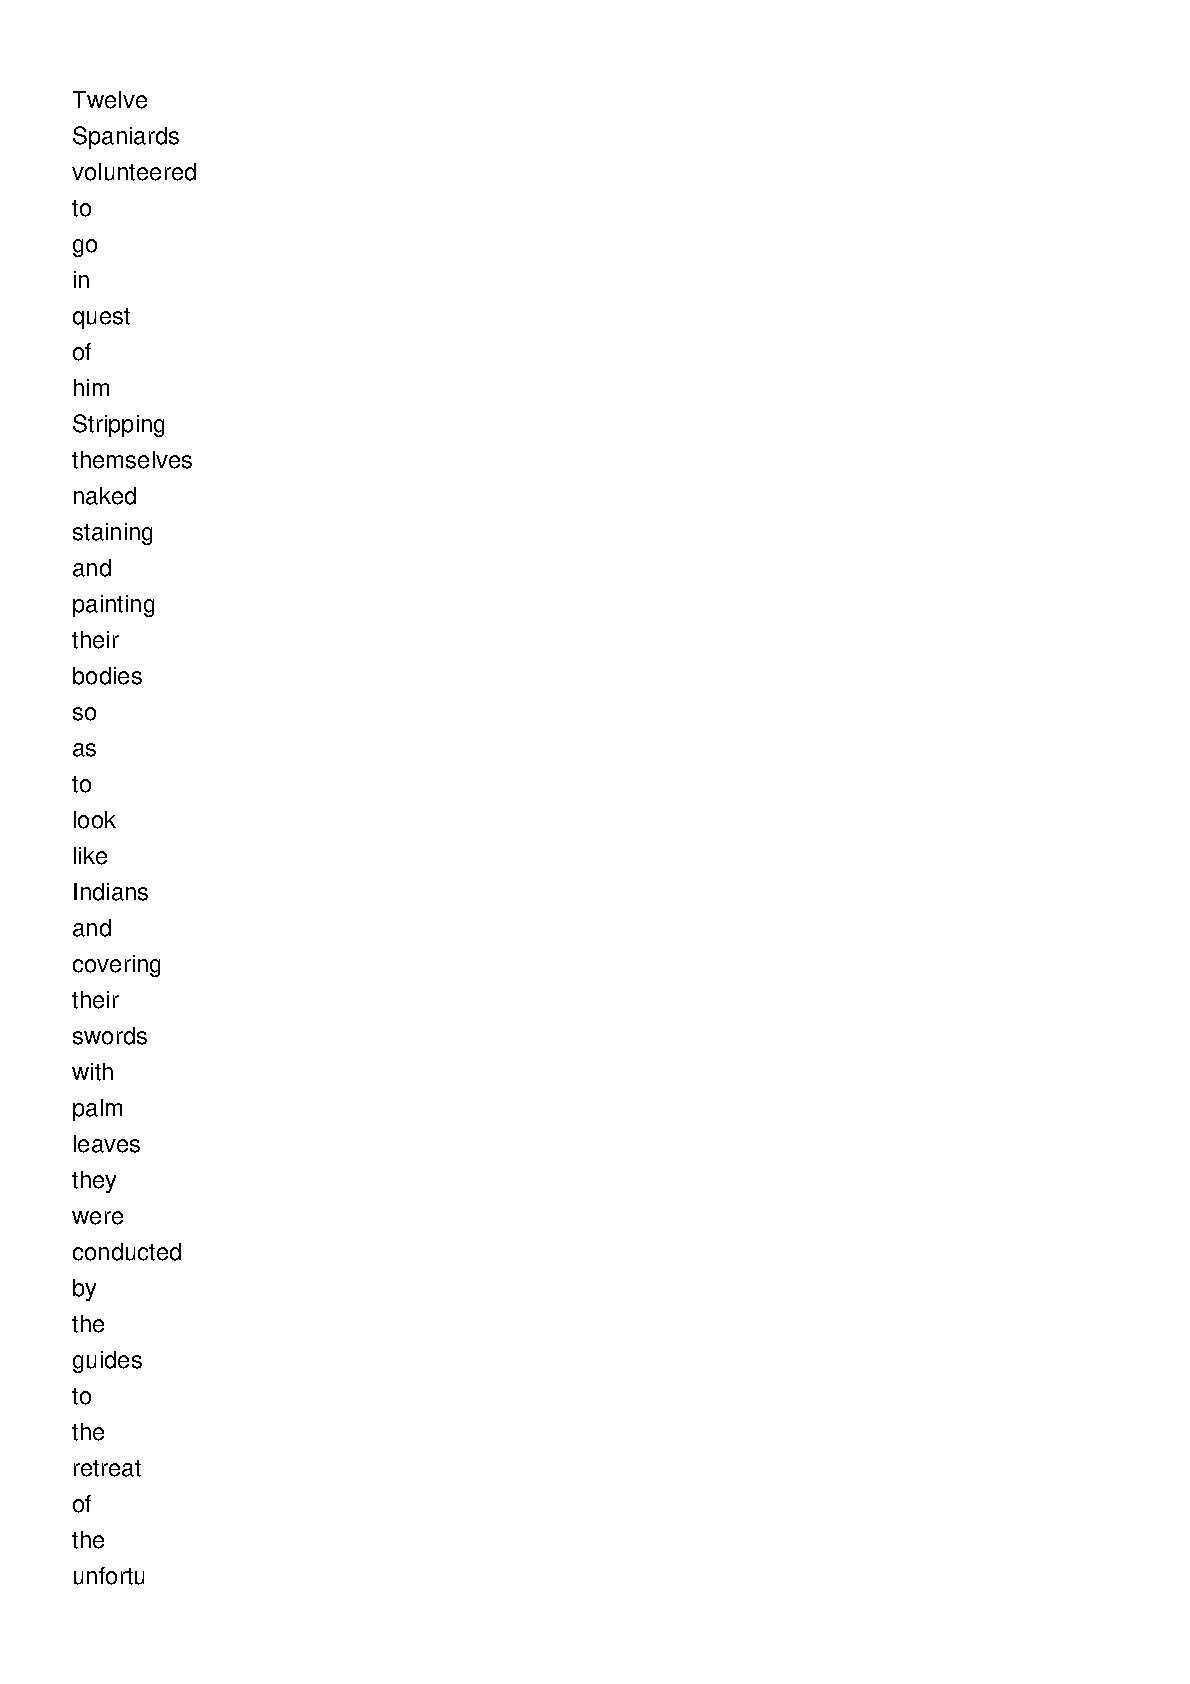 Twelve
Spaniards
volunteered
to
go
in
quest
of
him
Stripping
themselves
naked
staining
and
painting
their
bodies
so
as
to
look
like
Indians
and
covering
their
swords
with
palm
leaves
they
were
conducted
by
the
guides
to
the
retreat
of
the
unfortu